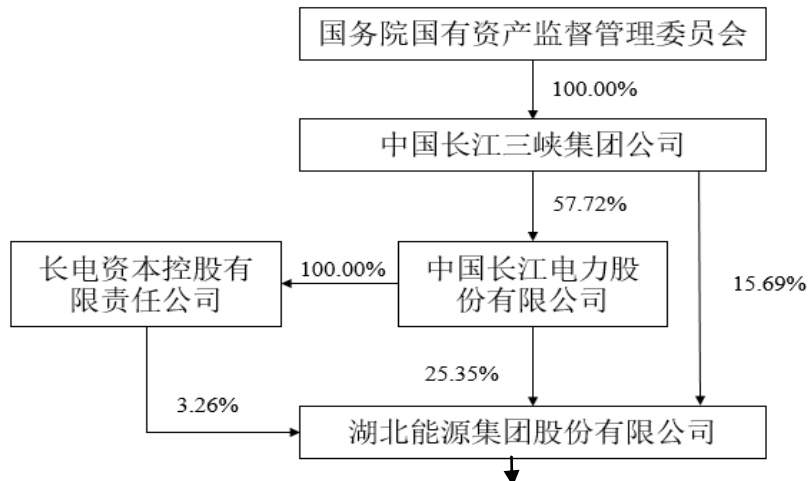 国务院国有资产监督管理委员会
100.00%
中国长江三峡集团公司
57.72%
长电资本控股有
限责任公司
100.00%
中国长江电力股
份有限公司
15.69%
25.35%
3.26%
湖北能源集团股份有限公司